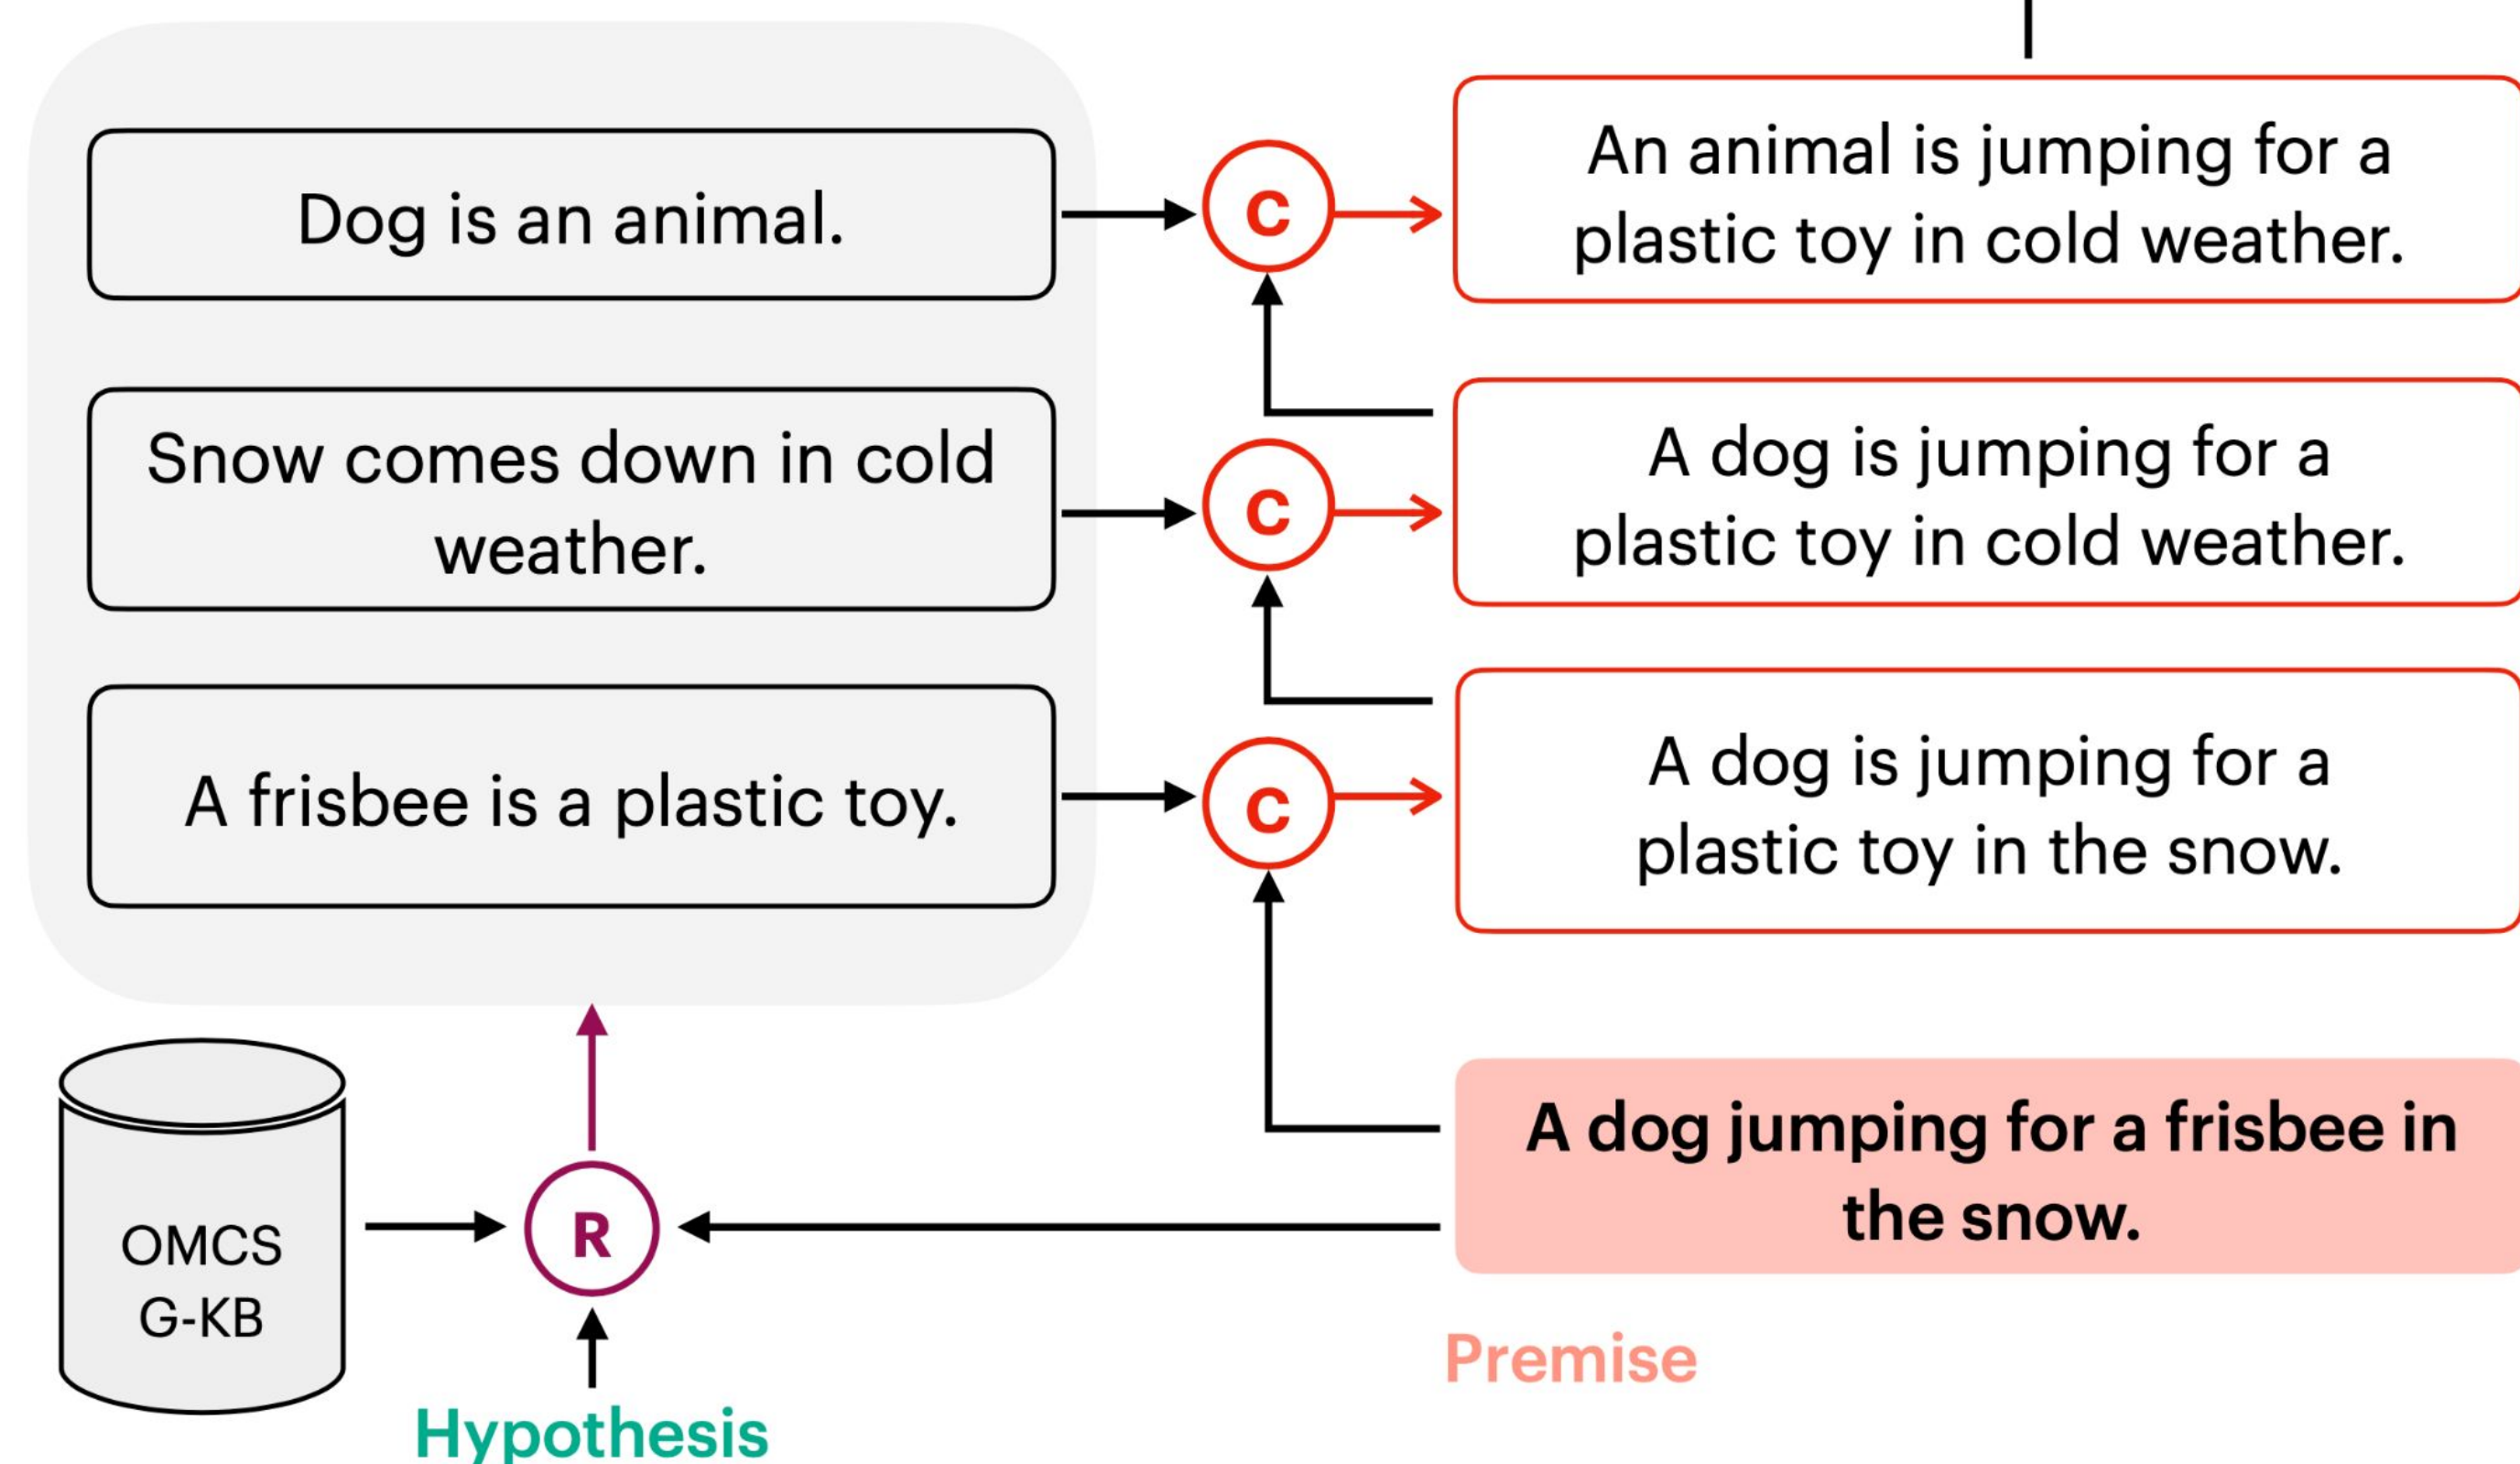 Dog is an animal.
C
An animal is jumping for a
plastic toy in cold weather.
Snow comes down in cold
weather.
C
A dog is jumping for a
plastic toy in cold weather.
A frisbee is a plastic toy.
C
A dog is jumping for a
plastic toy in the snow.
OMCS
G-KB
R
A dog jumping for a frisbee in
the snow.
Premise
Hypothesis